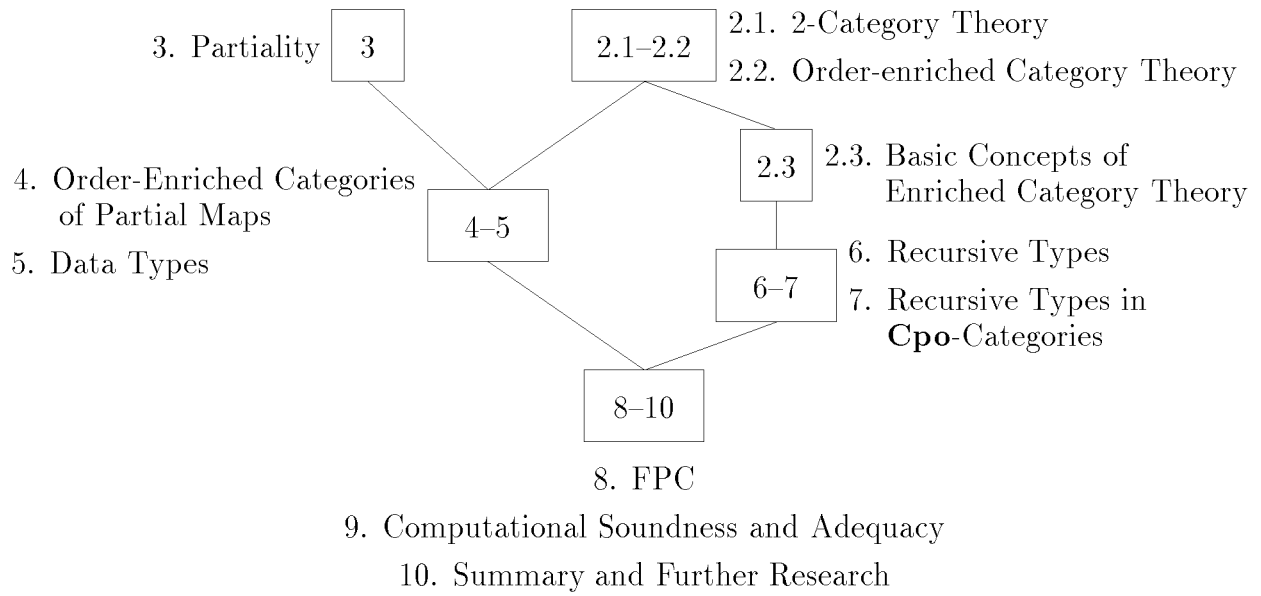 3. Partiality
3
2.1–2.2
2.1. 2-Category Theory
2.2. Order-enriched Category Theory
2.3
2.3. Basic Concepts of
Enriched Category Theory
4. Order-Enriched Categories
of Partial Maps
5. Data Types
4–5
6–7
6. Recursive Types
7. Recursive Types in
Cpo-Categories
8–10
8. FPC
9. Computational Soundness and Adequacy
10. Summary and Further Research